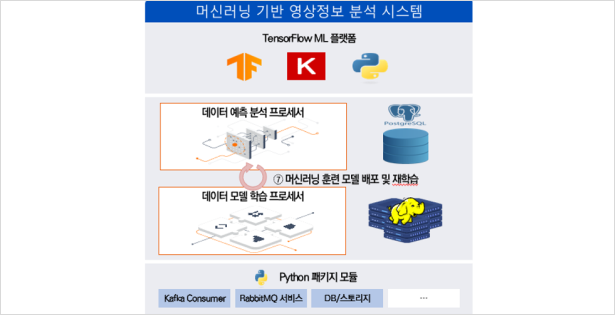 머신러닝 기반 영상정보 분석 시스템
TensorFlow ML 플랫폼
K
데이터 예측 분석 프로세서
PostgreSQL
⑦ 머신러닝 훈련 모델 배포 및 재학습
데이터 모델 학습 프로세서
Python 패키지 모듈
Kafka Consumer
RabbitMQ 서비스
DB/스토리지
...